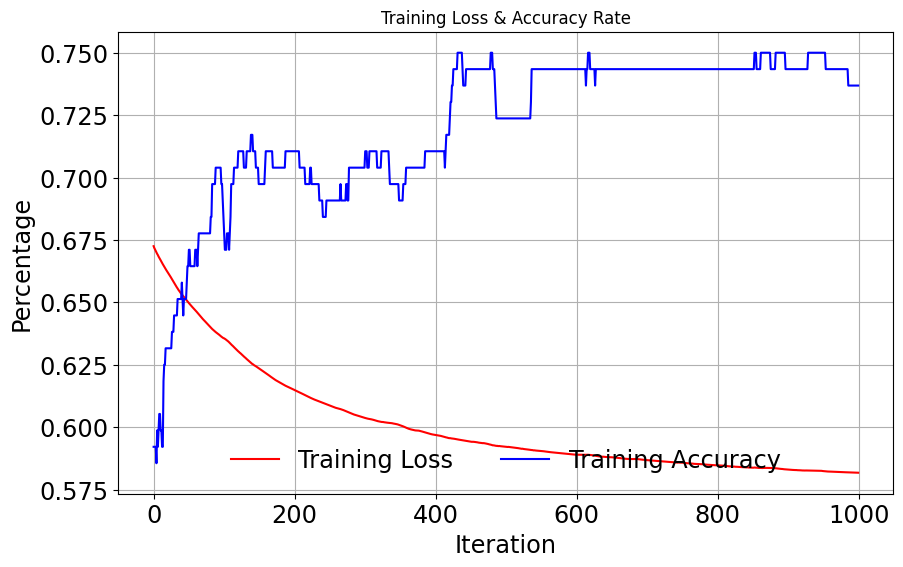 Training Loss & Accuracy Rate
0.750
0.725
0.700
0.675
0.650
0.625
0.600
0.575
Percentage
Training Loss
Training Accuracy
0
200
400
600
800
1000
Iteration